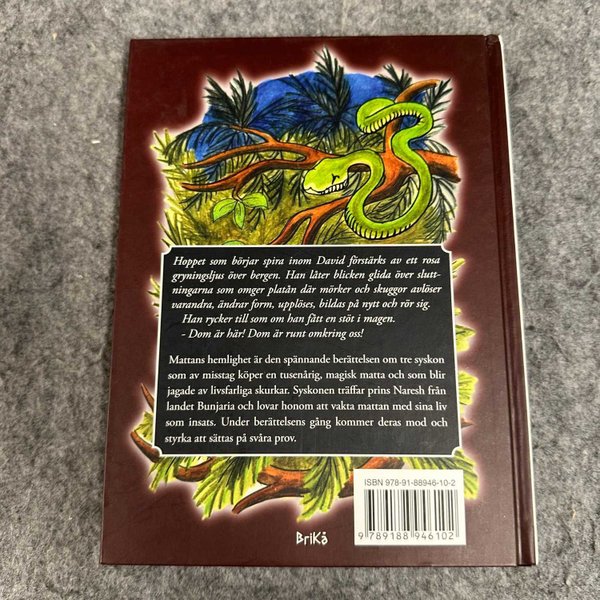 Hoppet som börjar spira inom David förstärks av ett rosa
gryningsljus över bergen. Han låter blicken glida över slutt-
ningarna som omger platån där mörker och skuggor avlöser
varandra, ändrar form, upplöses, bildas på nytt och rör sig.
Han rycker till som om han fått en stöt i magen.
- Dom är här! Dom är runt omkring oss!
Mattans hemlighet är den spännande berättelsen om tre syskon
som av misstag köper en tusenårig, magisk matta och som blir
jagade av livsfarliga skurkar. Syskonen träffar prins Naresh från
landet Bunjaria och lovar honom att vakta mattan med sina liv
som insats. Under berättelsens gång kommer deras mod och
styrka att sättas på svåra prov.
ISBN 978-91-88946-10-2
9 789188 946102
BriKå